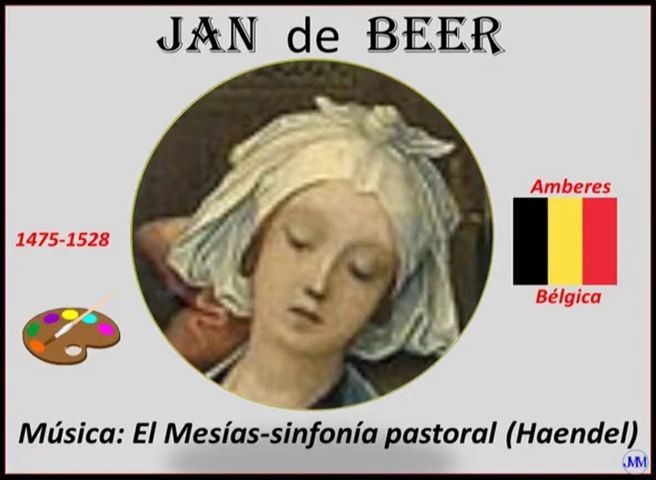 JAN de BEER
Amberes
1475-1528
Bélgica
Música: El Mesías-sinfonía pastoral (Haendel)
JMM